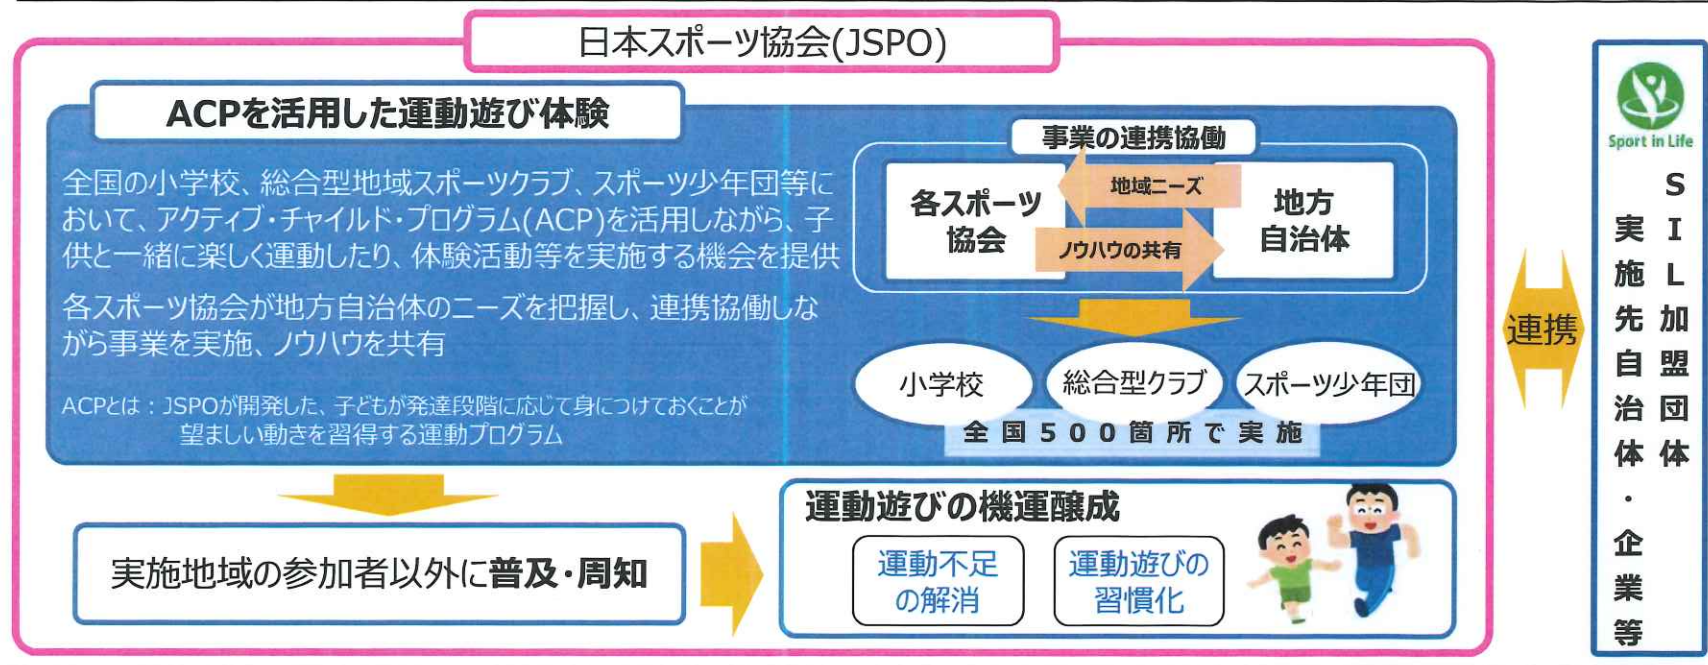 日本スポーツ協会(JSPO)
ACPを活用した運動遊び体験
全国の小学校、総合型地域スポーツクラブ、スポーツ少年団等に
おいて、アクティブ・チャイルド・プログラム(ACP)を活用しながら、子
供と一緒に楽しく運動したり、体験活動等を実施する機会を提供
各スポーツ協会が地方自治体のニーズを把握し、連携協働しな
がら事業を実施、ノウハウを共有
ACPとは：JSPOが開発した、子どもが発達段階に応じて身につけておくことが
望ましい動きを習得する運動プログラム
事業の連携協働
各スポーツ
協会
地域ニーズ
ノウハウの共有
地方
自治体
小学校
総合型クラブ
スポーツ少年団
全国500箇所で実施
実施地域の参加者以外に普及・周知
運動遊びの機運醸成
運動不足
の解消
運動遊びの
習慣化
連携
Sport in Life
SIL加盟団体
実施先自治体・企業等